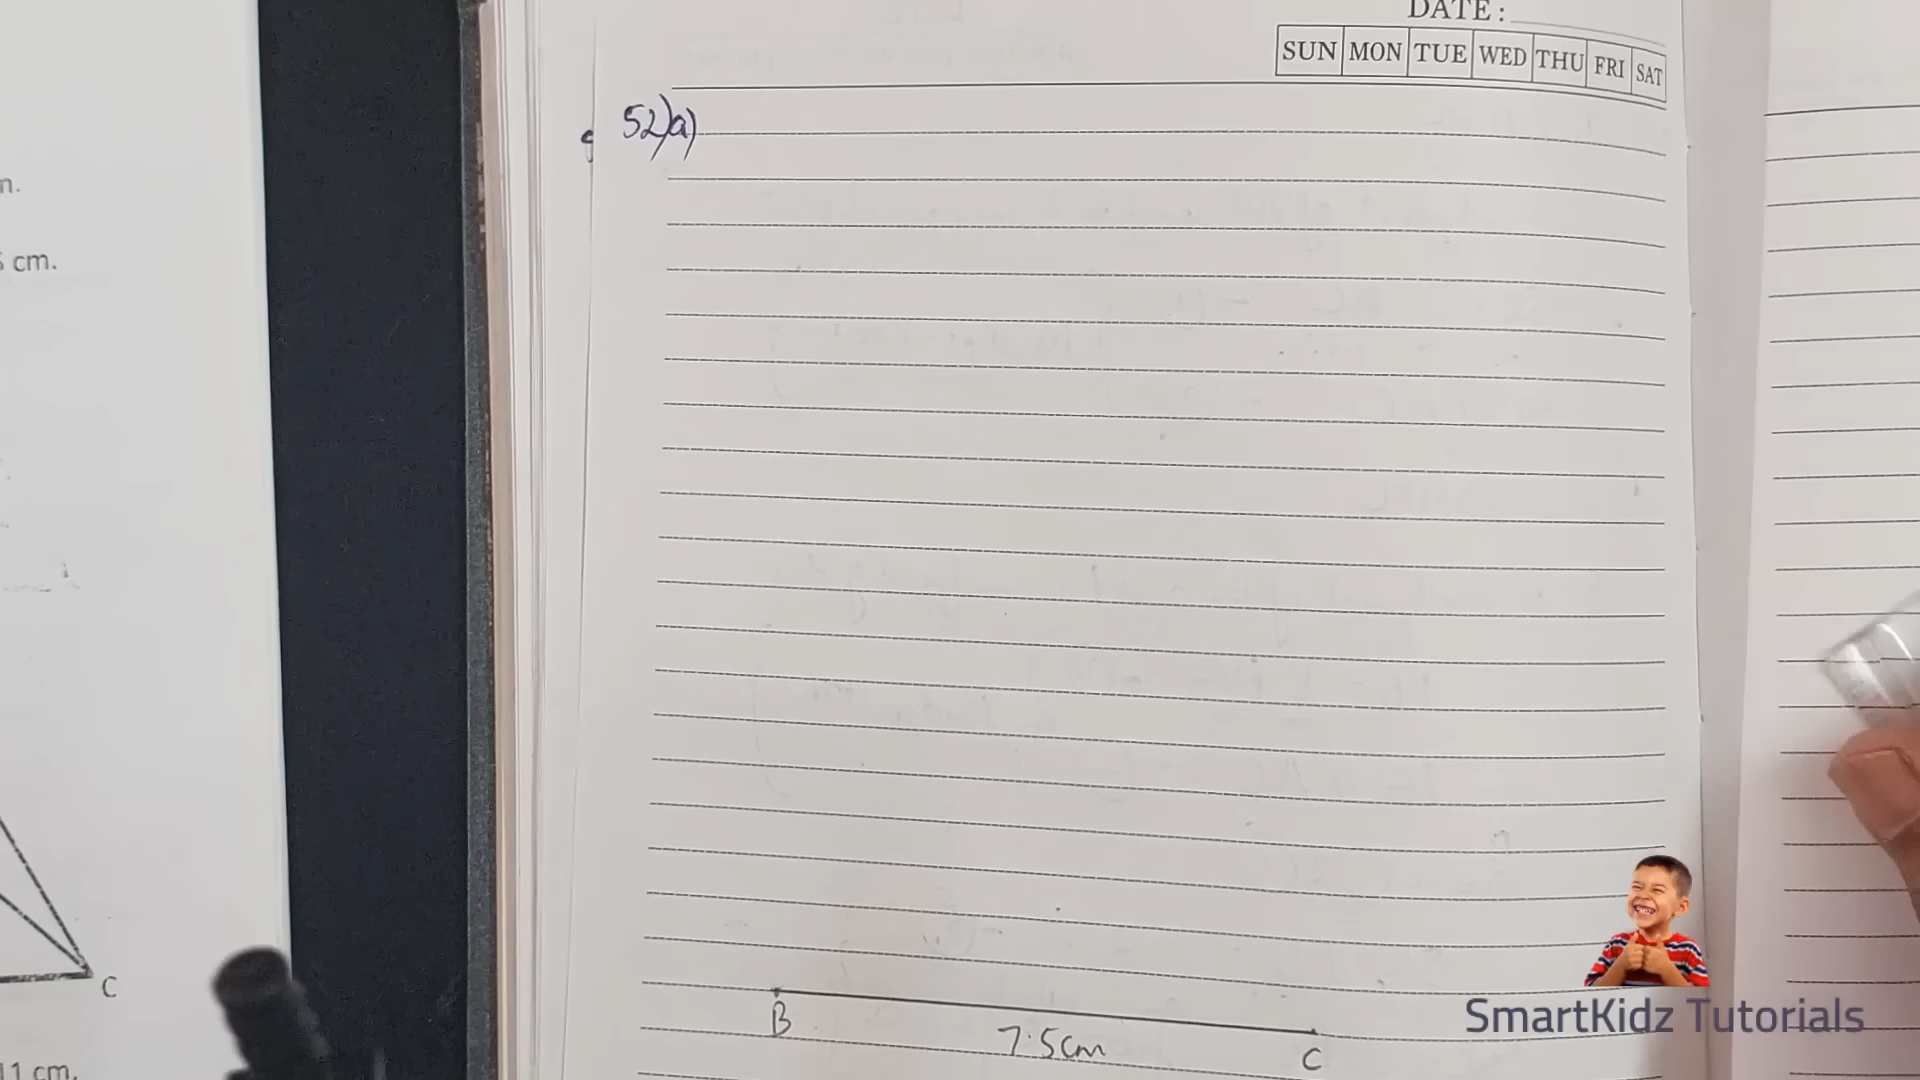 DATE :
SUN MON TUE WED THU FRI SAT
52)a)
m.
cm.
C
11 cm.
B 7.5cm C
SmartKidz Tutorials